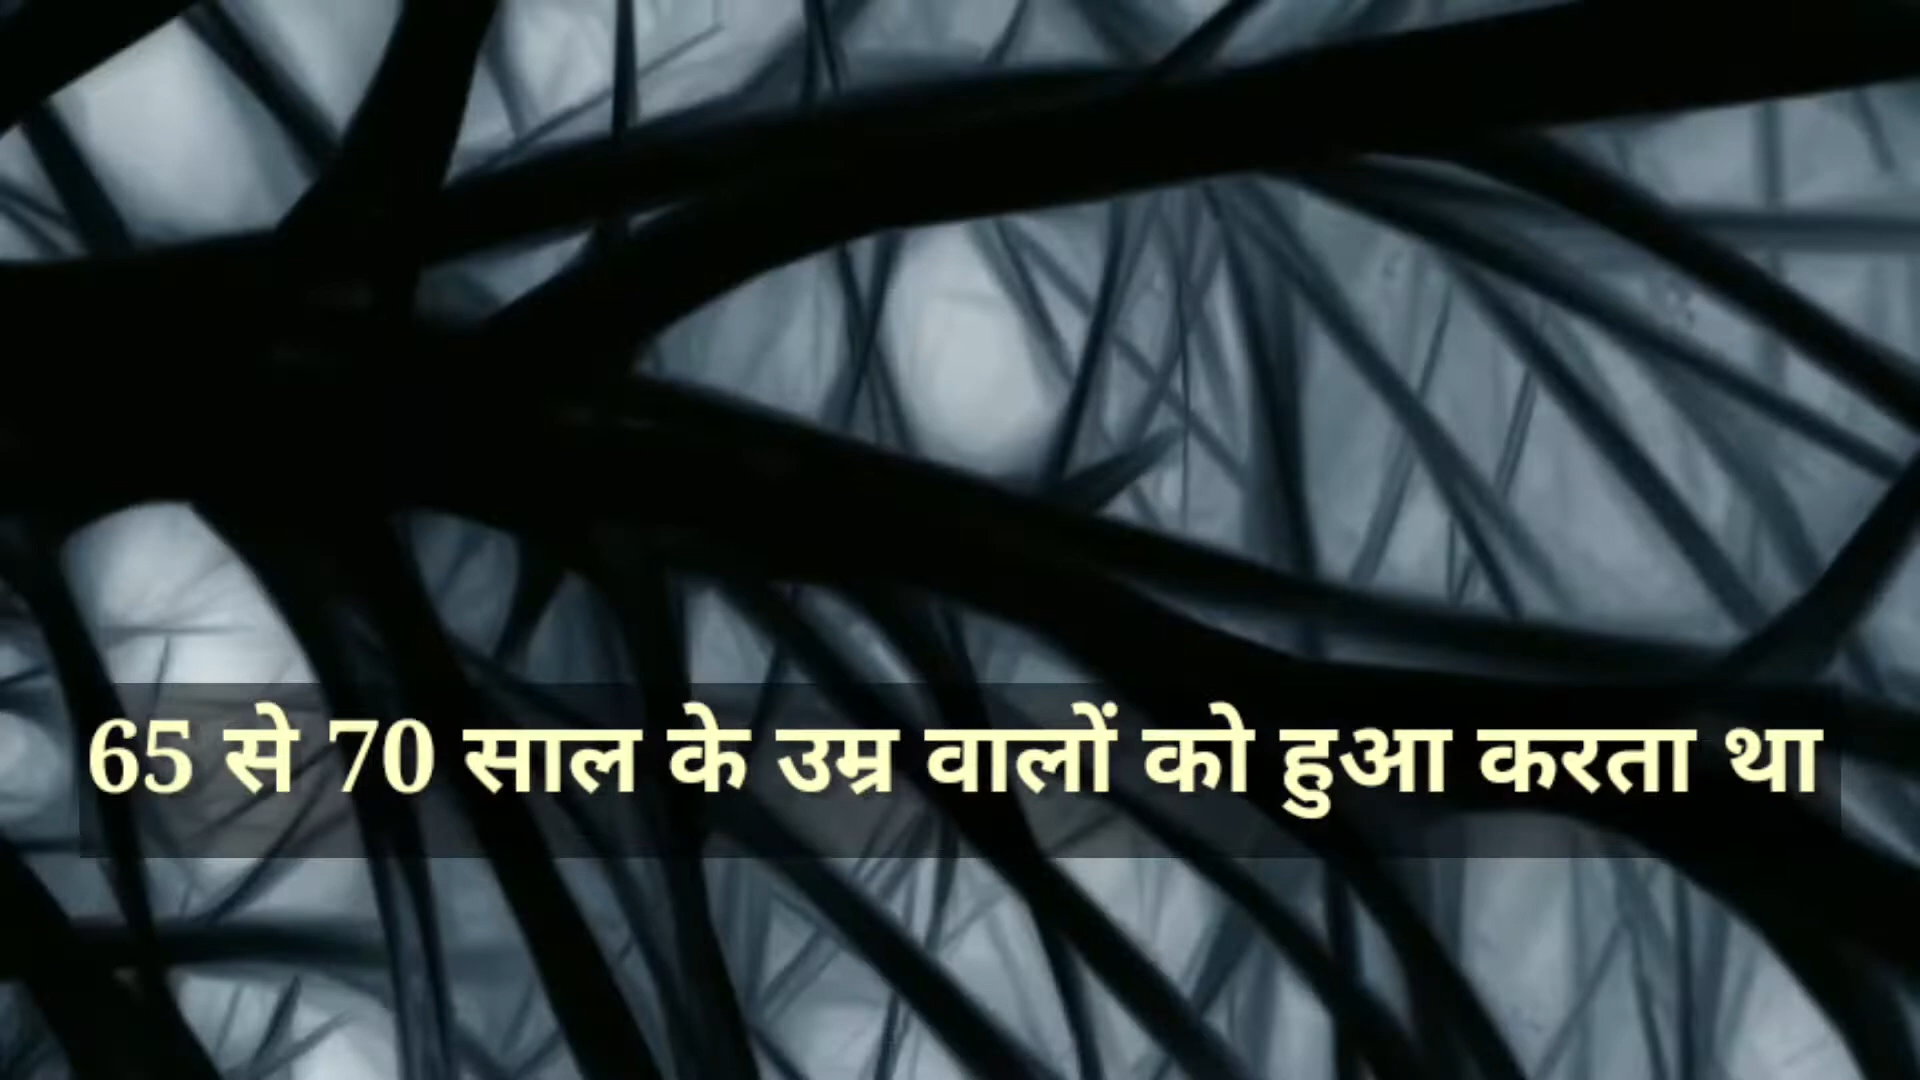 65 से 70 साल के उम्र वालों को हुआ करता था